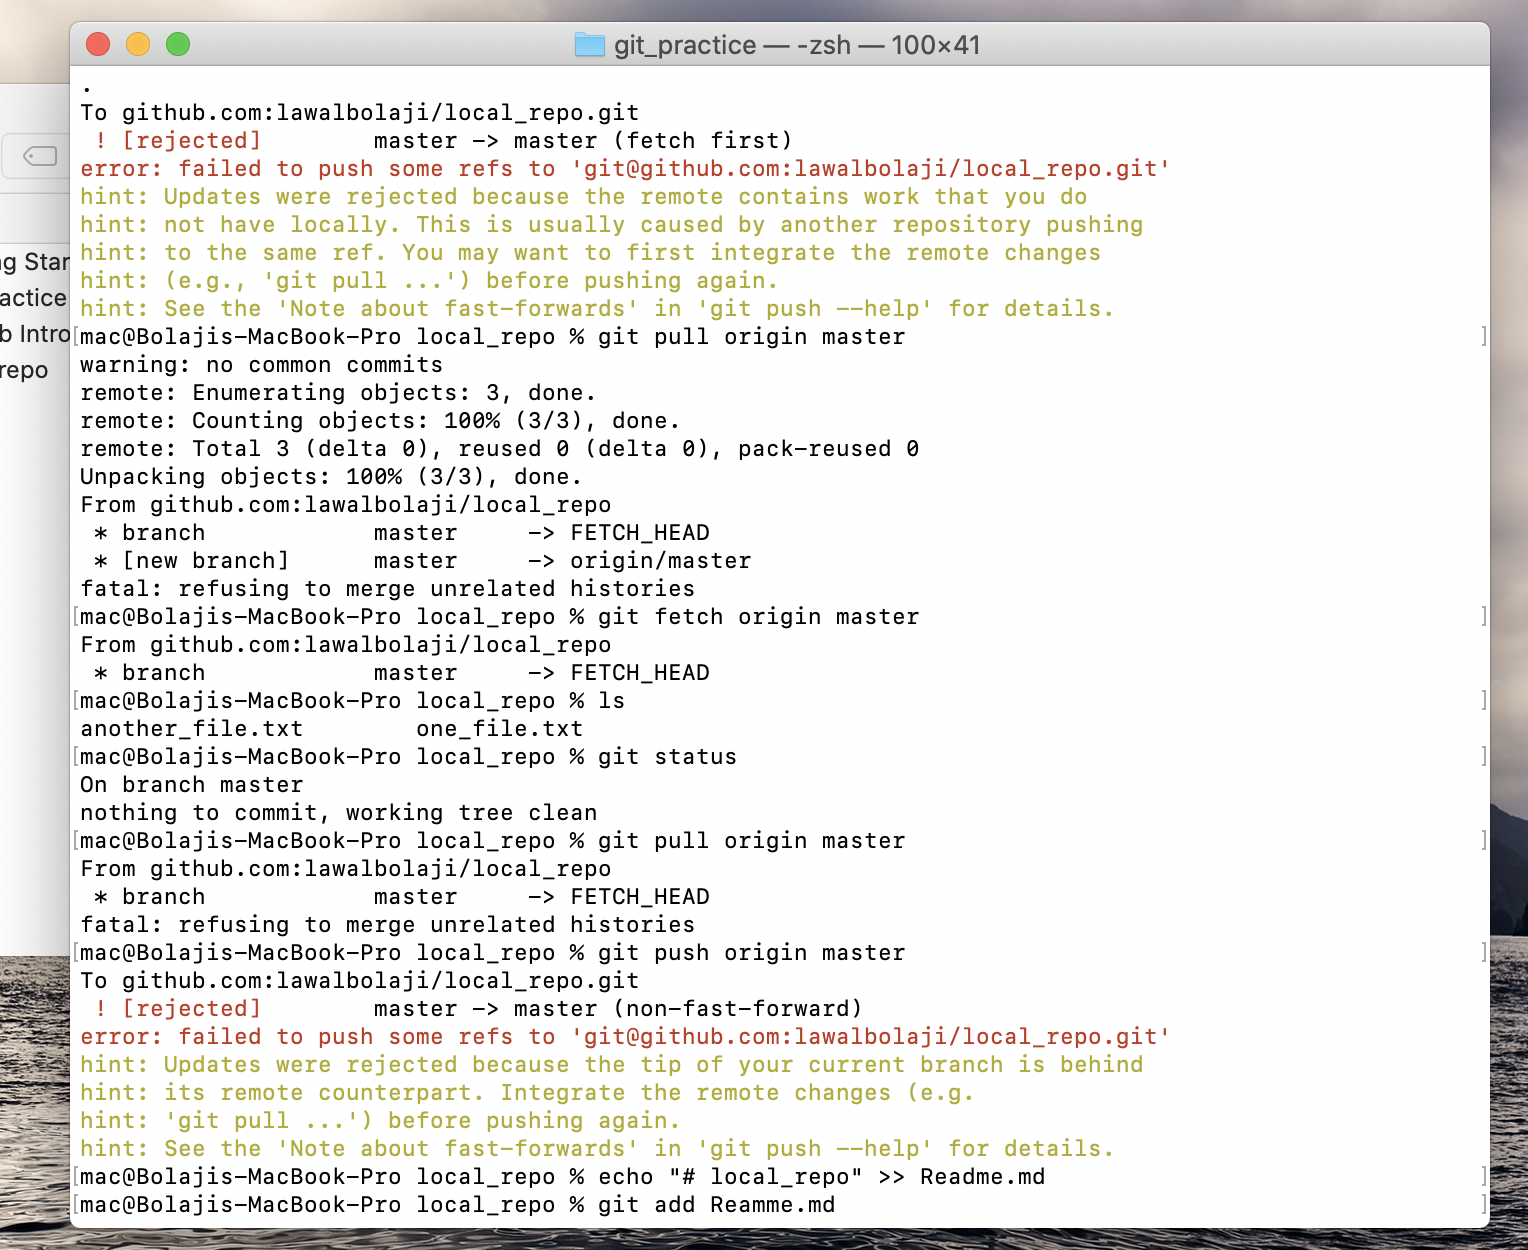 git_practice — -zsh — 100×41
.
To github.com:lawalbolaji/local_repo.git
! [rejected]        master -> master (fetch first)
error: failed to push some refs to 'git@github.com:lawalbolaji/local_repo.git'
hint: Updates were rejected because the remote contains work that you do
hint: not have locally. This is usually caused by another repository pushing
hint: to the same ref. You may want to first integrate the remote changes
hint: (e.g., 'git pull ...') before pushing again.
hint: See the 'Note about fast-forwards' in 'git push --help' for details.
[mac@Bolajis-MacBook-Pro local_repo % git pull origin master ]
warning: no common commits
remote: Enumerating objects: 3, done.
remote: Counting objects: 100% (3/3), done.
remote: Total 3 (delta 0), reused 0 (delta 0), pack-reused 0
Unpacking objects: 100% (3/3), done.
From github.com:lawalbolaji/local_repo
* branch            master     -> FETCH_HEAD
* [new branch]      master     -> origin/master
fatal: refusing to merge unrelated histories
[mac@Bolajis-MacBook-Pro local_repo % git fetch origin master ]
From github.com:lawalbolaji/local_repo
* branch            master     -> FETCH_HEAD
[mac@Bolajis-MacBook-Pro local_repo % ls ]
another_file.txt        one_file.txt
[mac@Bolajis-MacBook-Pro local_repo % git status ]
On branch master
nothing to commit, working tree clean
[mac@Bolajis-MacBook-Pro local_repo % git pull origin master ]
From github.com:lawalbolaji/local_repo
* branch            master     -> FETCH_HEAD
fatal: refusing to merge unrelated histories
[mac@Bolajis-MacBook-Pro local_repo % git push origin master ]
To github.com:lawalbolaji/local_repo.git
! [rejected]        master -> master (non-fast-forward)
error: failed to push some refs to 'git@github.com:lawalbolaji/local_repo.git'
hint: Updates were rejected because the tip of your current branch is behind
hint: its remote counterpart. Integrate the remote changes (e.g.
hint: 'git pull ...') before pushing again.
hint: See the 'Note about fast-forwards' in 'git push --help' for details.
[mac@Bolajis-MacBook-Pro local_repo % echo "# local_repo" >> Readme.md ]
[mac@Bolajis-MacBook-Pro local_repo % git add Reamme.md ]
g Star
actice
b Intro
repo